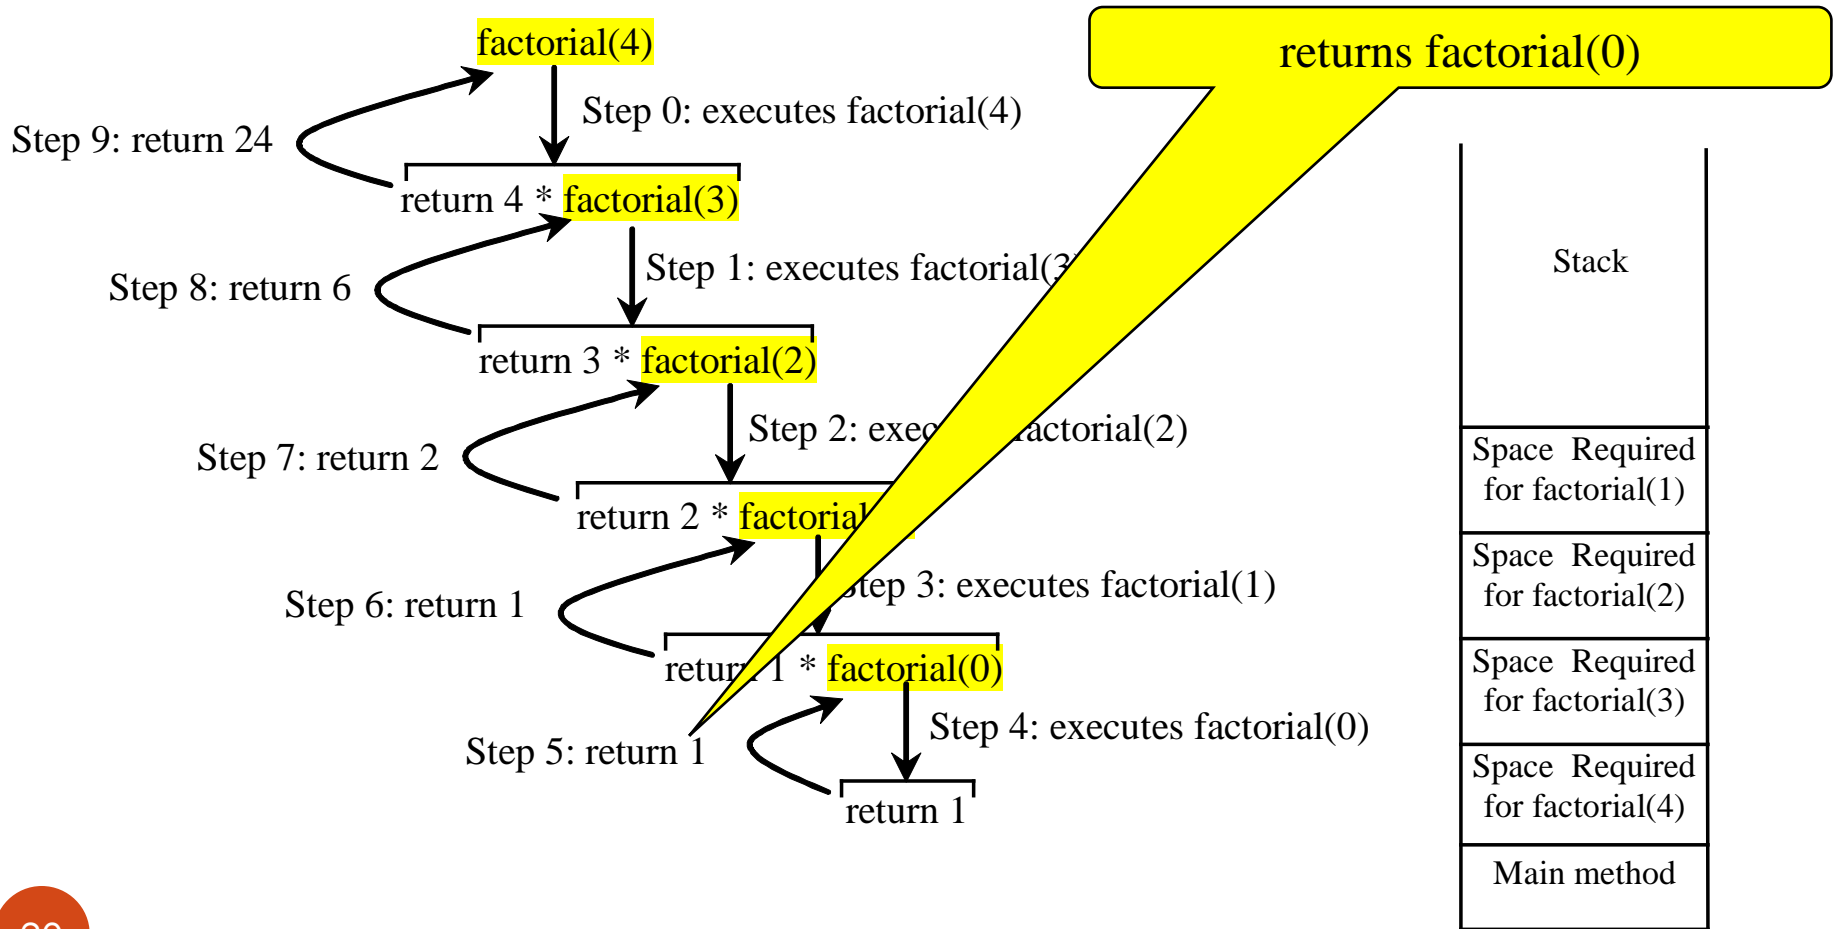 returns factorial(0)
factorial(4)
Step 0: executes factorial(4)
Step 9: return 24
return 4 * factorial(3)
Step 1: executes factorial(3
Step 8: return 6
return 3 * factorial(2)
Step 2: exec factorial(2)
Step 7: return 2
return 2 * factorial
Step 3: executes factorial(1)
Step 6: return 1
return 1 * factorial(0)
Step 4: executes factorial(0)
Step 5: return 1
return 1
Stack
Space Required
for factorial(1)
Space Required
for factorial(2)
Space Required
for factorial(3)
Space Required
for factorial(4)
Main method